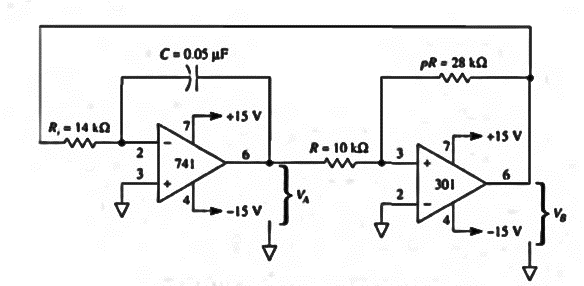 C = 0.05 μF
pR = 28 kΩ
Rᵢ = 14 kΩ
7
+15 V
2
–
741
6
3
+
4
–15 V
V_A
R = 10 kΩ
7
+15 V
3
+
301
6
2
–
4
–15 V
V_B